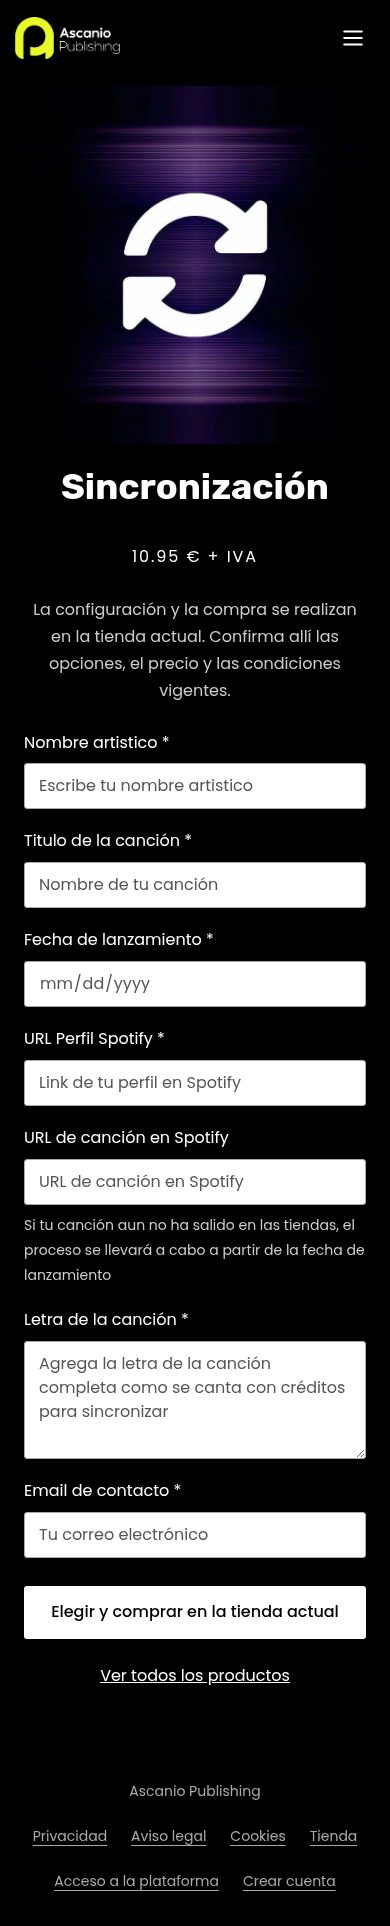 Ascanio
Publishing
Sincronización
10.95 € + IVA
La configuración y la compra se realizan
en la tienda actual. Confirma allí las
opciones, el precio y las condiciones
vigentes.
Nombre artistico *
Escribe tu nombre artistico
Titulo de la canción *
Nombre de tu canción
Fecha de lanzamiento *
mm/dd/yyyy
URL Perfil Spotify *
Link de tu perfil en Spotify
URL de canción en Spotify
URL de canción en Spotify
Si tu canción aun no ha salido en las tiendas, el
proceso se llevará a cabo a partir de la fecha de
lanzamiento
Letra de la canción *
Agrega la letra de la canción
completa como se canta con créditos
para sincronizar
Email de contacto *
Tu correo electrónico
Elegir y comprar en la tienda actual
Ver todos los productos
Ascanio Publishing
Privacidad Aviso legal Cookies Tienda
Acceso a la plataforma Crear cuenta